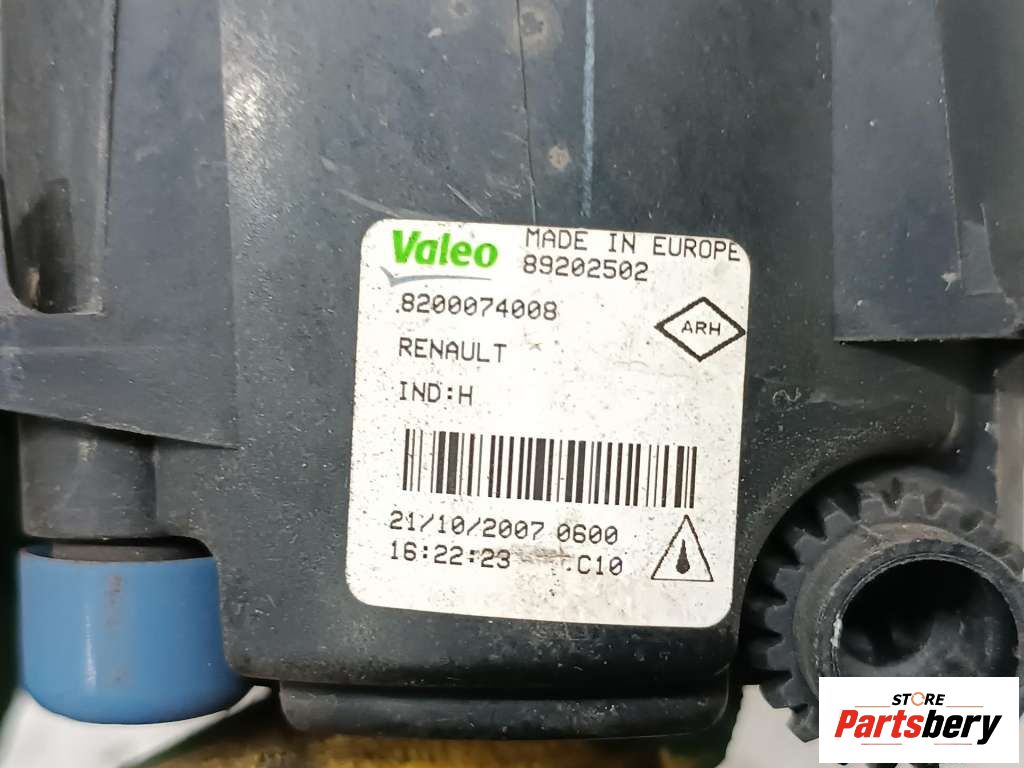 Valeo MADE IN EUROPE
89202502
8200074008
ARH
RENAULT
IND:H
21/10/2007 0600
16:22:23 .C10
STORE
Partsbery